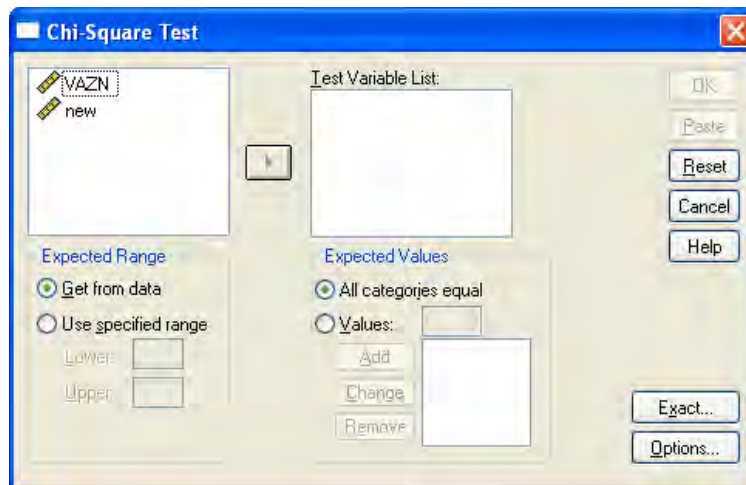 Chi-Square Test
VAZN
new
Test Variable List:
OK
Paste
Reset
Cancel
Help
Expected Range
Get from data
Use specified range
Lower:
Upper:
Expected Values
All categories equal
Values:
Add
Change
Remove
Exact...
Options...